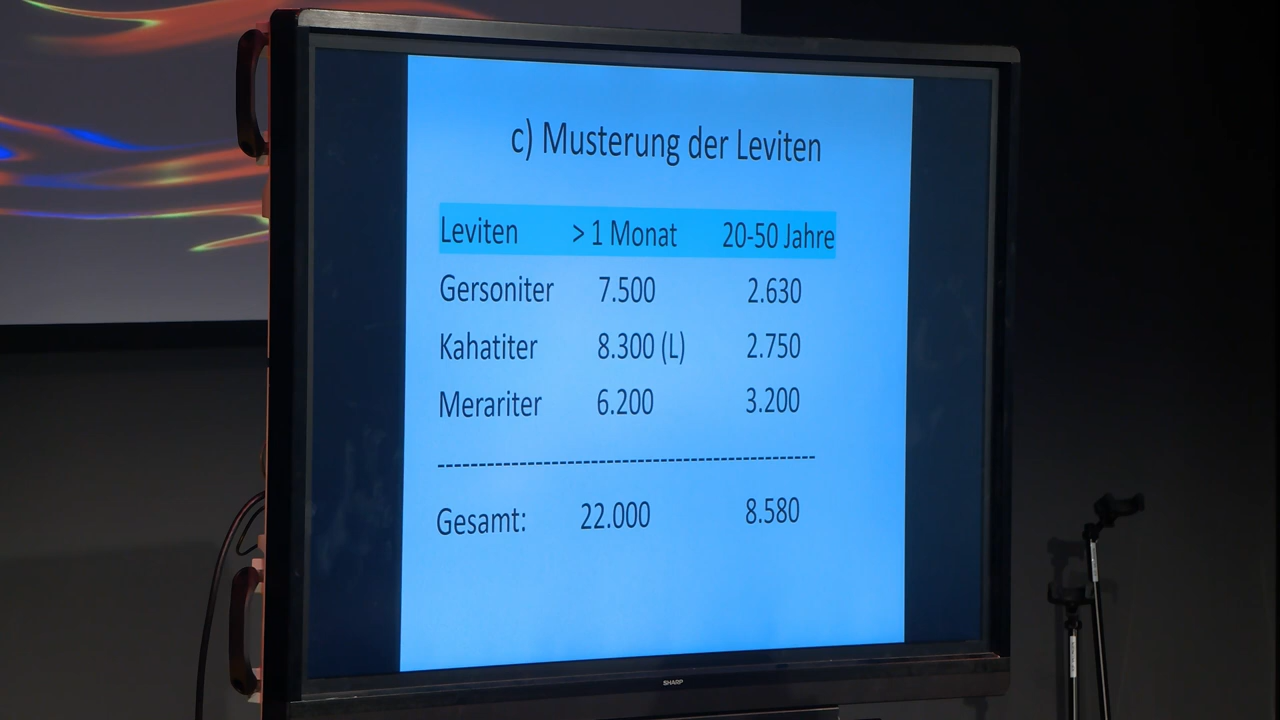 c) Musterung der Leviten
Leviten > 1 Monat 20-50 Jahre
Gersoniter 7.500 2.630
Kahatiter 8.300 (L) 2.750
Merariter 6.200 3.200
------------------------------------------------
Gesamt: 22.000 8.580
SHARP